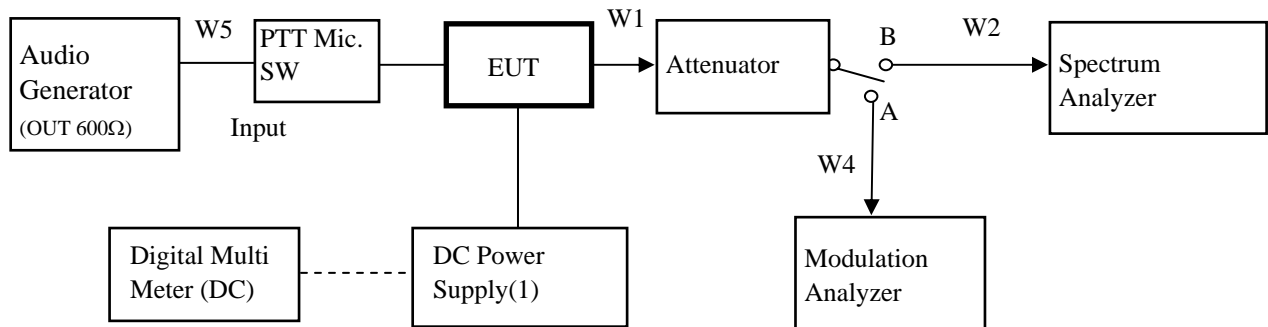 W5
Audio
Generator
(OUT 600Ω)
PTT Mic.
SW
Input
EUT
W1
Attenuator
B
A
W2
Spectrum
Analyzer
W4
Digital Multi
Meter (DC)
DC Power
Supply(1)
Modulation
Analyzer